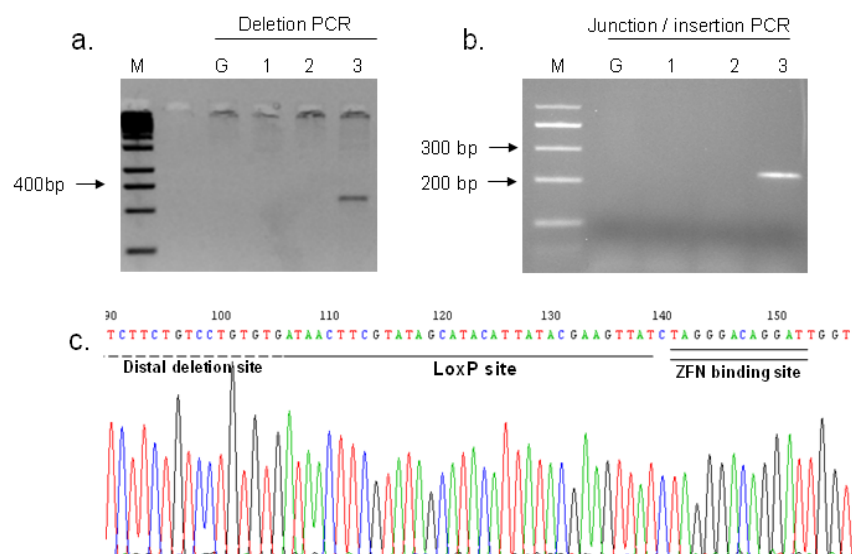 a.
Deletion PCR
M G 1 2 3
400bp
b.
Junction / insertion PCR
M G 1 2 3
300 bp
200 bp
c.
90 100 110 120 130 140 150
TCTTCTGTCCTGTGTGATAACTTCGTATAGCATACATTATACGAAGTTATCTAGGGACAGGATTGGT
Distal deletion site LoxP site ZFN binding site